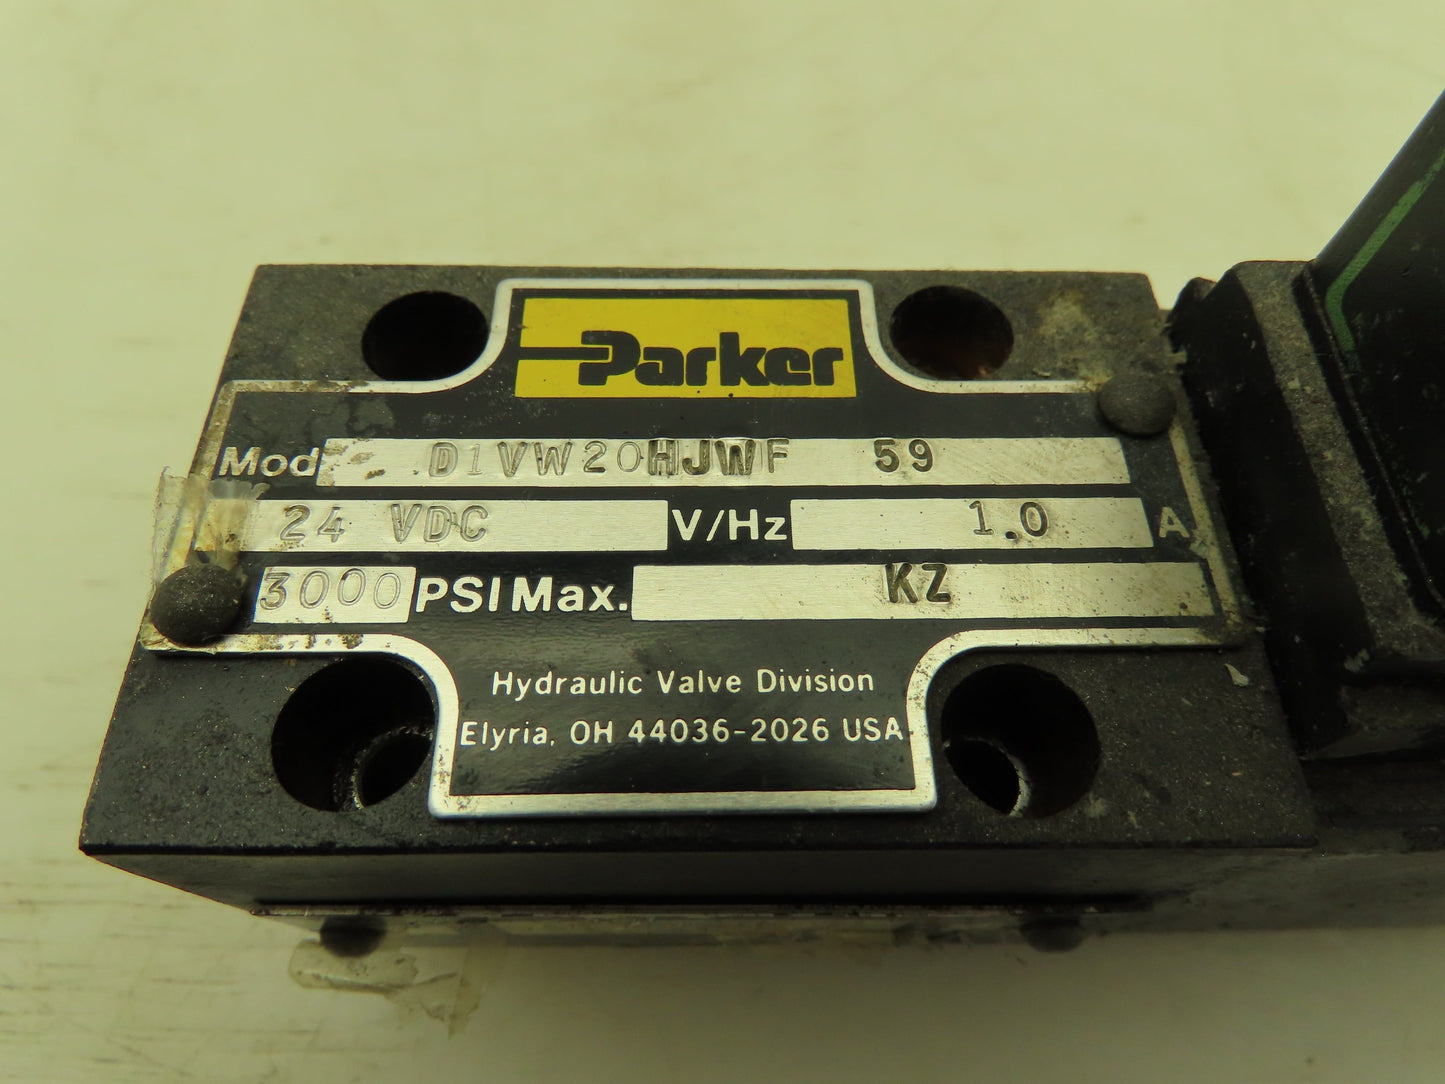 Parker
Mod D1VW20HJWF 59
24 VDC V/Hz 1.0 A
3000 PSI Max. KZ
Hydraulic Valve Division
Elyria, OH 44036-2026 USA